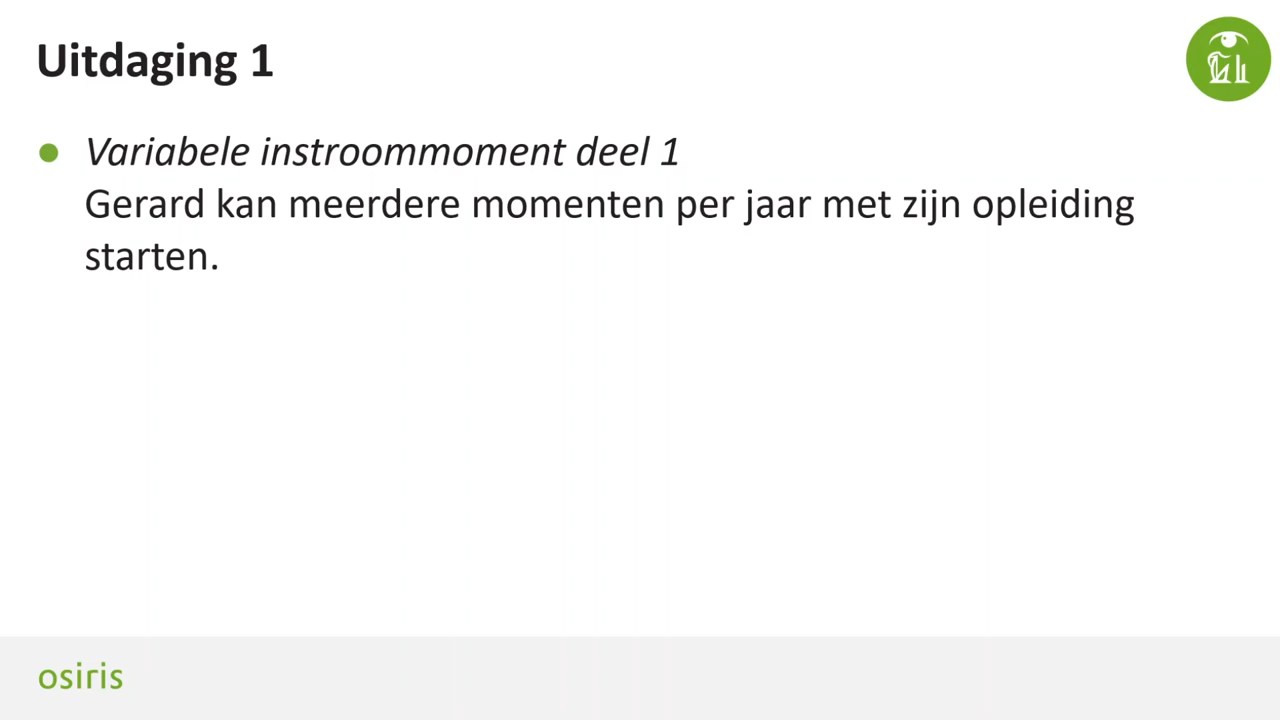 Uitdaging 1
Variabele instroommoment deel 1
Gerard kan meerdere momenten per jaar met zijn opleiding
starten.
osiris